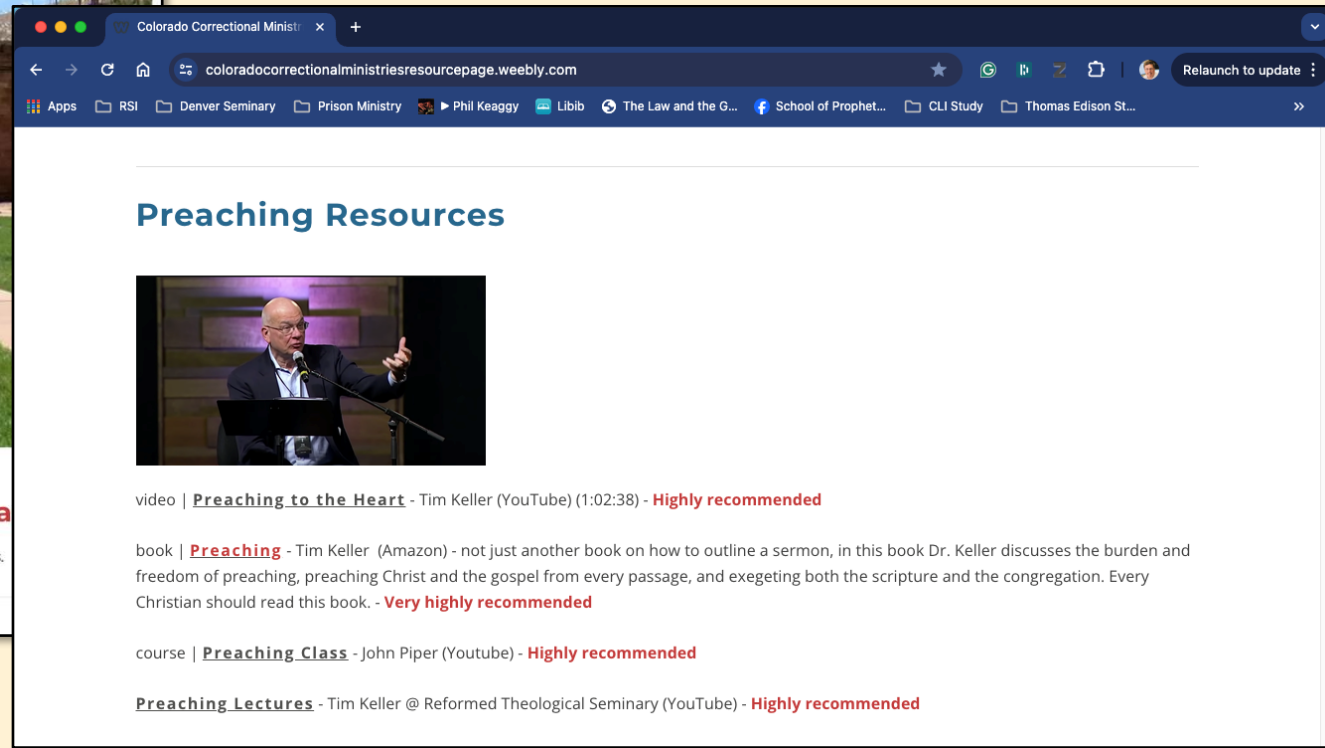 Colorado Correctional Ministr
coloradocorrectionalministriesresourcepage.weebly.com
Relaunch to update
Apps RSI Denver Seminary Prison Ministry Phil Keaggy Libib The Law and the G... School of Prophet... CLI Study Thomas Edison St... »
Preaching Resources
video | Preaching to the Heart - Tim Keller (YouTube) (1:02:38) - Highly recommended
book | Preaching - Tim Keller (Amazon) - not just another book on how to outline a sermon, in this book Dr. Keller discusses the burden and
freedom of preaching, preaching Christ and the gospel from every passage, and exegeting both the scripture and the congregation. Every
Christian should read this book. - Very highly recommended
course | Preaching Class - John Piper (Youtube) - Highly recommended
Preaching Lectures - Tim Keller @ Reformed Theological Seminary (YouTube) - Highly recommended